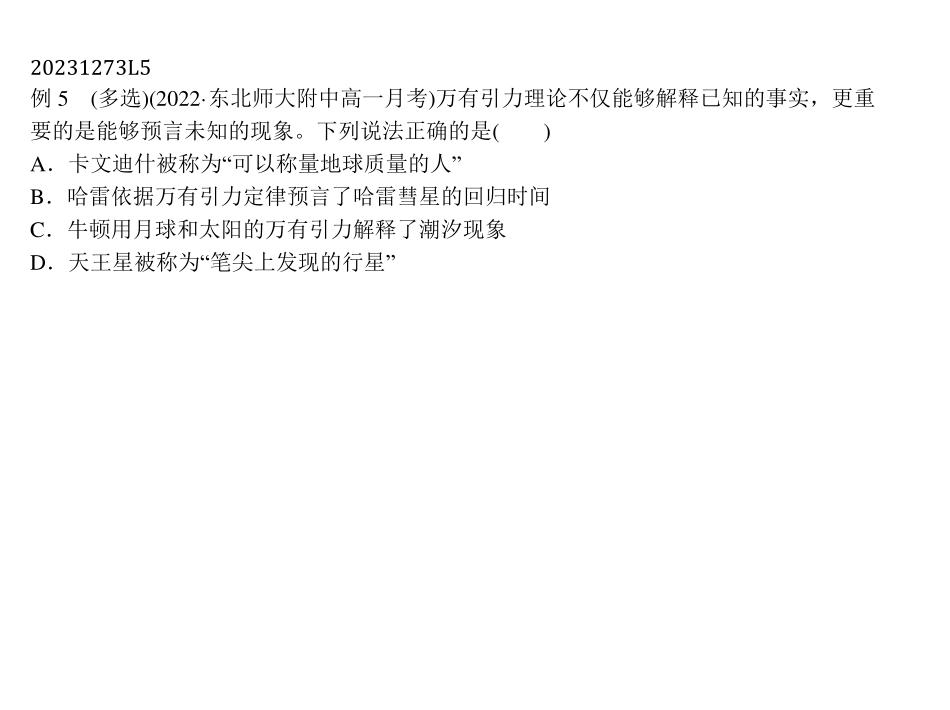 20231273L5
例 5　(多选)(2022·东北师大附中高一月考)万有引力理论不仅能够解释已知的事实，更重
要的是能够预言未知的现象。下列说法正确的是(　　)
A．卡文迪什被称为“可以称量地球质量的人”
B．哈雷依据万有引力定律预言了哈雷彗星的回归时间
C．牛顿用月球和太阳的万有引力解释了潮汐现象
D．天王星被称为“笔尖上发现的行星”